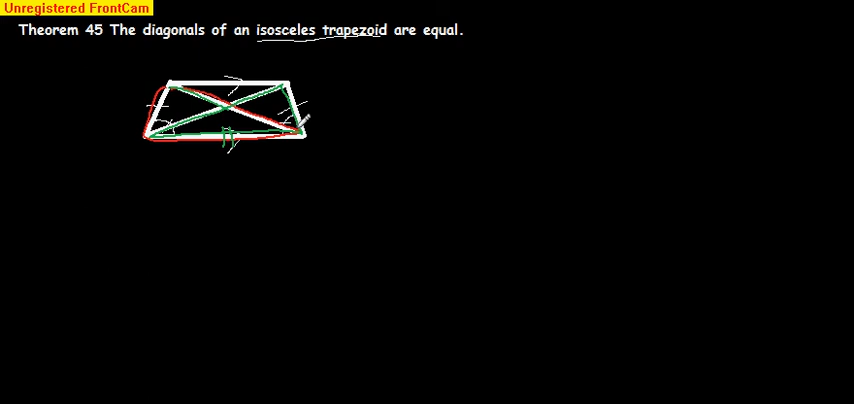 Unregistered FrontCam
Theorem 45 The diagonals of an isosceles trapezoid are equal.